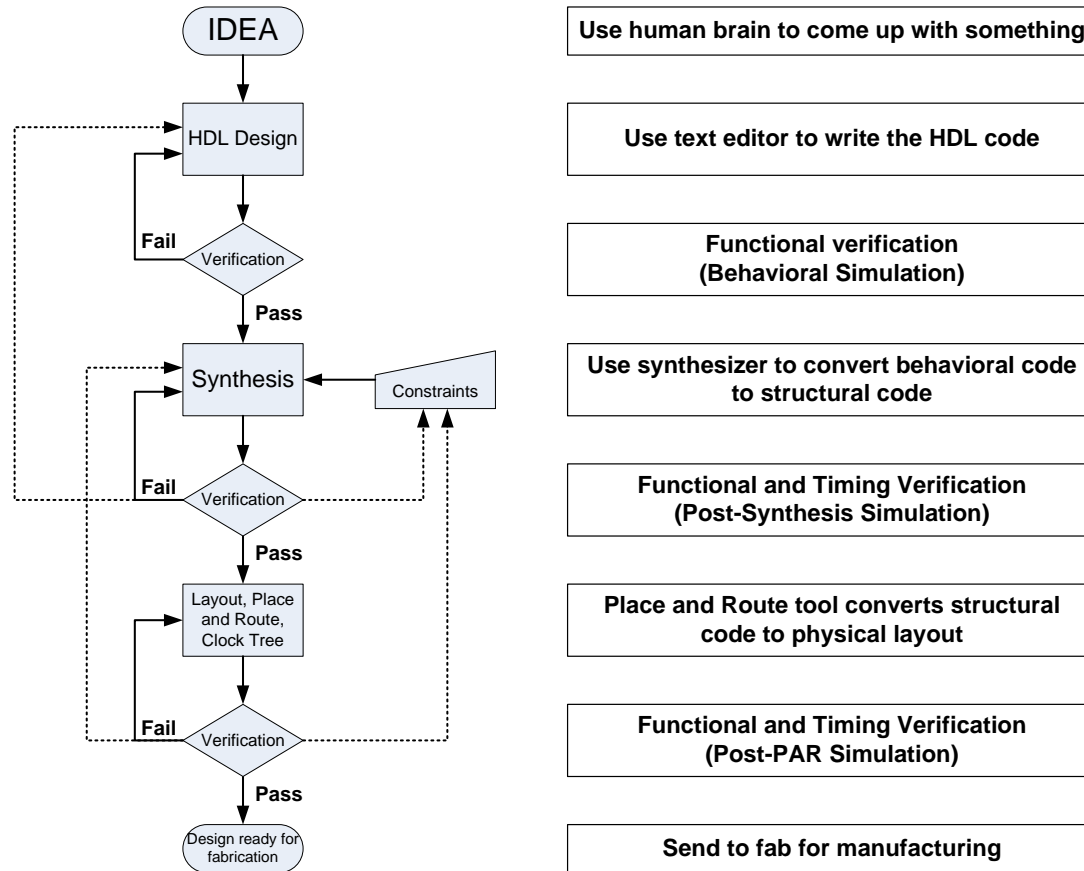 IDEA
Use human brain to come up with something
HDL Design
Use text editor to write the HDL code
Fail
Verification
Functional verification
(Behavioral Simulation)
Pass
Synthesis
Constraints
Use synthesizer to convert behavioral code
to structural code
Fail
Verification
Functional and Timing Verification
(Post-Synthesis Simulation)
Pass
Layout, Place
and Route,
Clock Tree
Place and Route tool converts structural
code to physical layout
Fail
Verification
Functional and Timing Verification
(Post-PAR Simulation)
Pass
Design ready for
fabrication
Send to fab for manufacturing